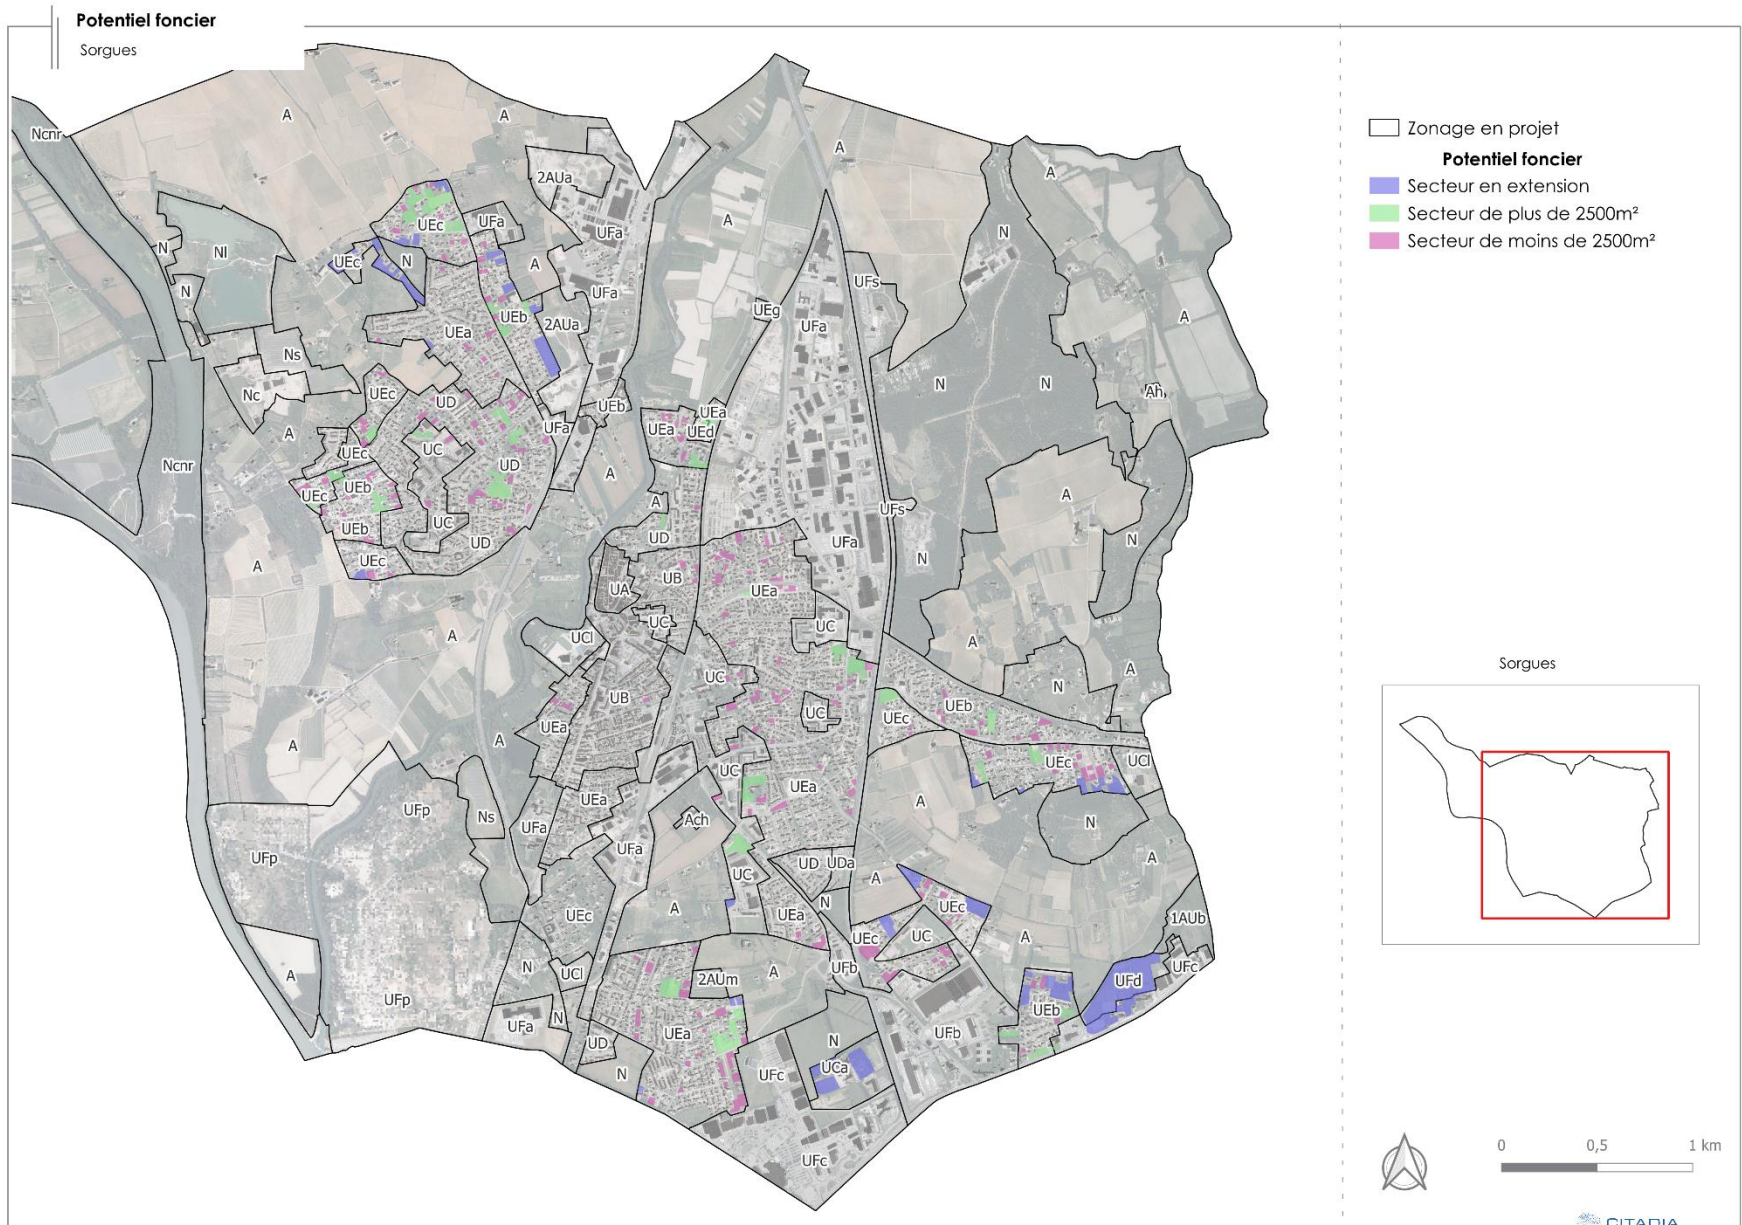 Potentiel foncier
Sorgues
Zonage en projet
Potentiel foncier
Secteur en extension
Secteur de plus de 2500m²
Secteur de moins de 2500m²
Sorgues
0 0,5 1 km
CITADIA
Ncnr
A
A
A
A
2AUa
A
N
Nl
UEc
UFa
UFa
N
UEc
N
A
N
UFa
UFs
UEg
UFa
A
UEb
2AUa
UEa
Ns
Nc
UEc
UD
UEb
UEa
UEa
UEd
N
N
Ah
A
UC
UFa
UEc
UD
Ncnr
UEc
UEb
A
A
A
UFs
UC
UEb
UD
UD
UFa
N
N
UEc
A
UB
UA
UEa
UC
UC
A
UCl
A
A
UC
N
UB
UC
UEb
UEa
UEc
A
A
UC
UEc
UCl
UEa
UEa
A
UFp
Ns
UFa
Ach
N
UFa
UFp
UD
UDa
A
UC
A
N
UEc
1AUb
UEc
A
UEa
UEc
UC
A
N
UFb
A
UFc
A
UCl
2AUm
UFd
UFp
UEb
UFa
N
UEa
UFb
UD
N
N
UCa
UFc
UFc